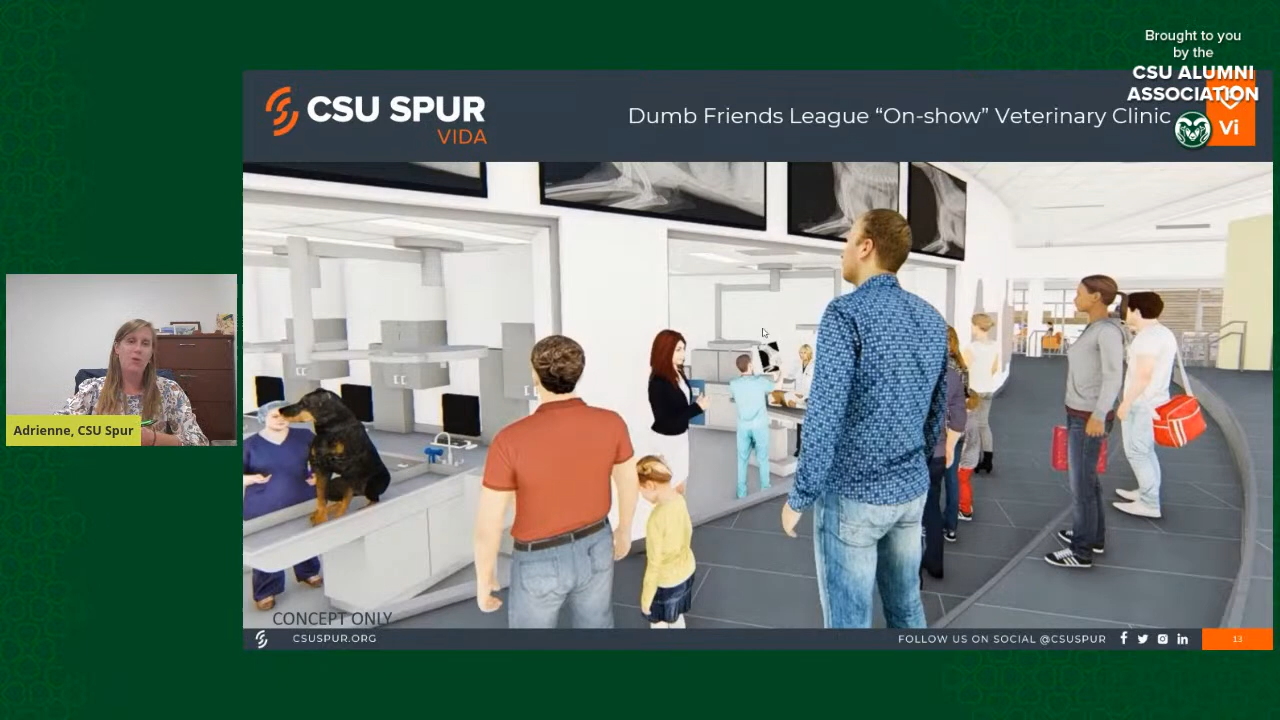 Brought to you
by the
CSU ALUMNI
ASSOCIATION
CSU SPUR
VIDA
Dumb Friends League “On-show” Veterinary Clinic
Vi
Adrienne, CSU Spur
CONCEPT ONLY
CSUSPUR.ORG
FOLLOW US ON SOCIAL @CSUSPUR
13